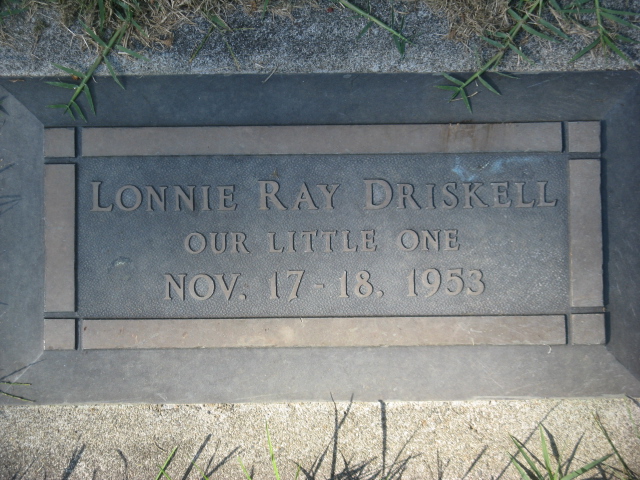 LONNIE RAY DRISKELL
OUR LITTLE ONE
NOV. 17-18, 1953